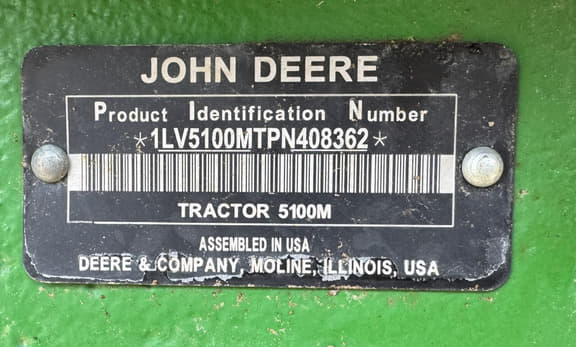 JOHN DEERE
Product Identification Number
*1LV5100MTPN408362*
TRACTOR 5100M
ASSEMBLED IN USA
DEERE & COMPANY, MOLINE, ILLINOIS, USA